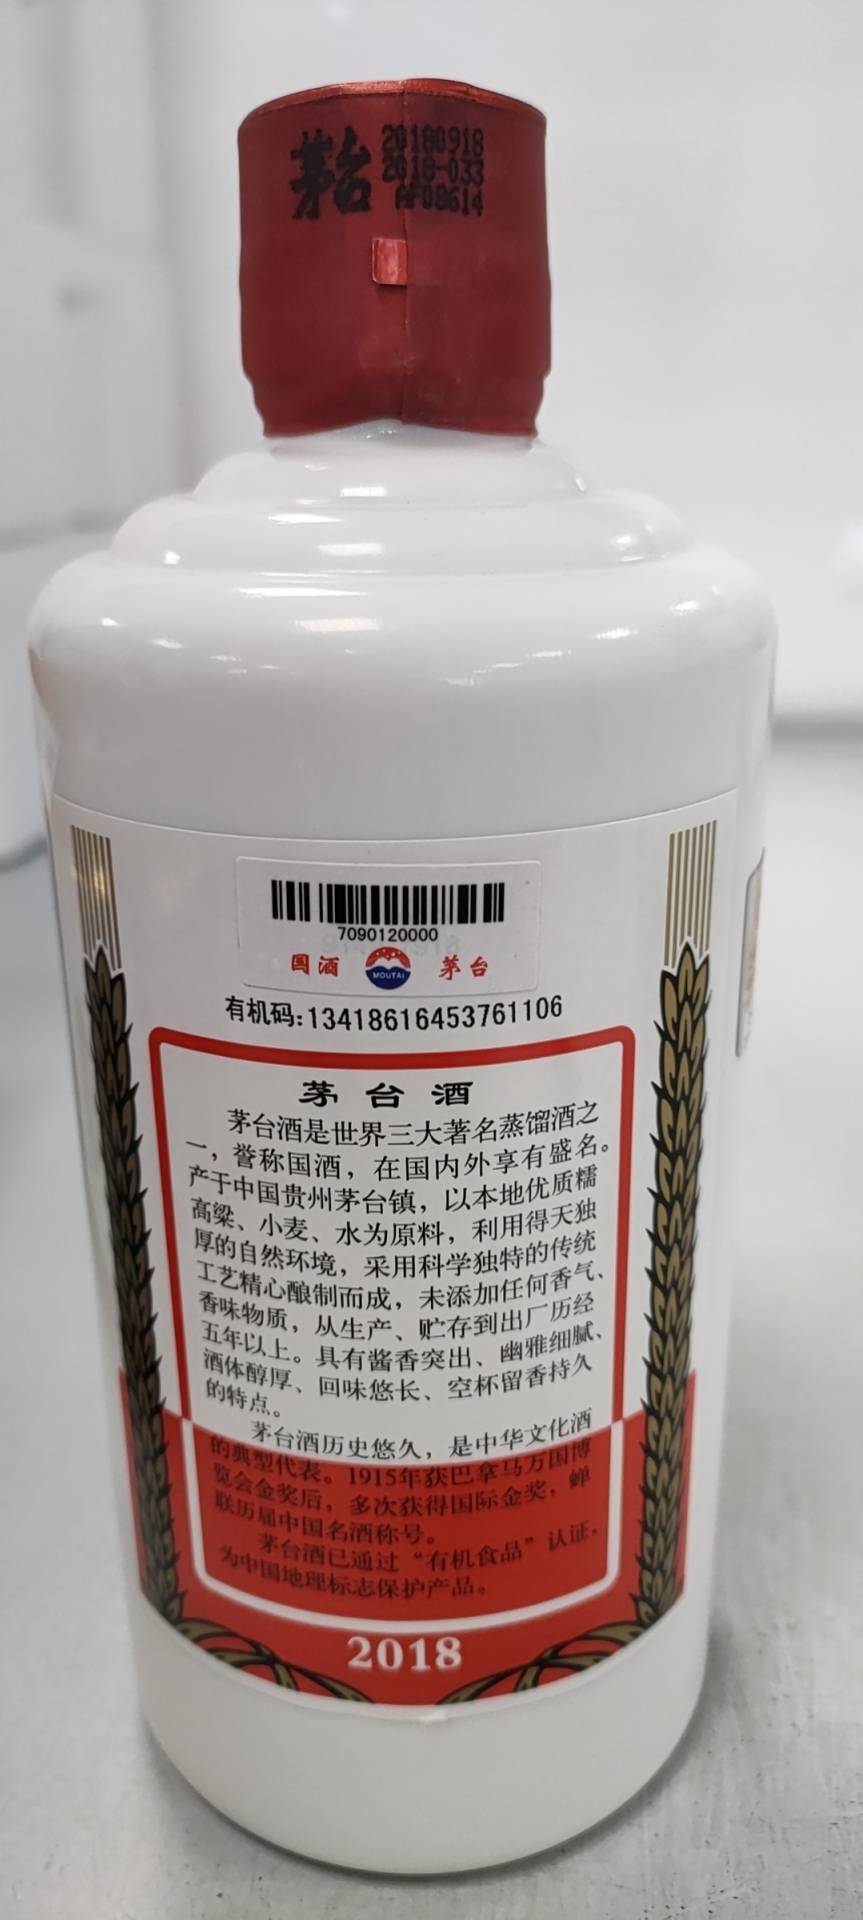 茅台
20180918
2018-033
AF08614
7090120000
国酒 MOUTAI 茅台
有机码:13418616453761106
茅台酒
茅台酒是世界三大著名蒸馏酒之
一，誉称国酒，在国内外享有盛名。
产于中国贵州茅台镇，以本地优质糯
高粱、小麦、水为原料，利用得天独
厚的自然环境，采用科学独特的传统
工艺精心酿制而成，未添加任何香气、
香味物质，从生产、贮存到出厂历经
五年以上。具有酱香突出、幽雅细腻、
酒体醇厚、回味悠长、空杯留香持久
的特点。
茅台酒历史悠久，是中华文化酒
的典型代表。1915年获巴拿马万国博
览会金奖后，多次获得国际金奖，蝉
联历届中国名酒称号。
茅台酒已通过“有机食品”认证，
为中国地理标志保护产品。
2018